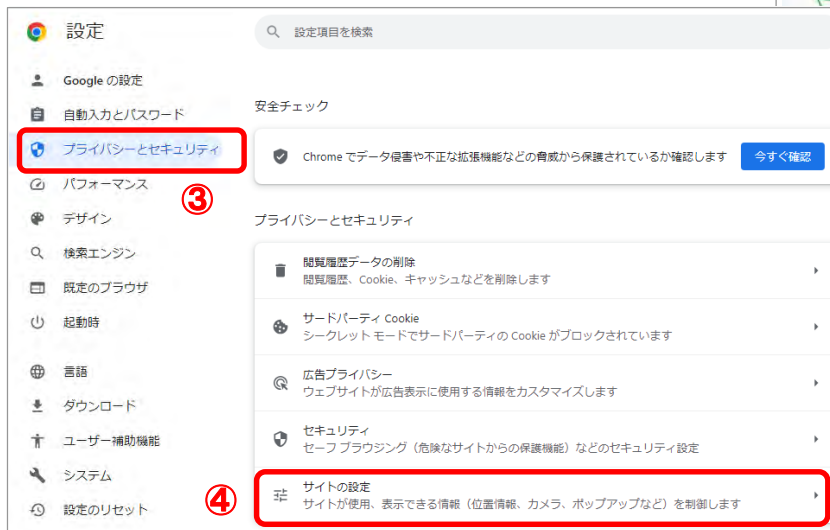 設定
設定項目を検索
Google の設定
自動入力とパスワード
プライバシーとセキュリティ
③
パフォーマンス
デザイン
検索エンジン
既定のブラウザ
起動時
言語
ダウンロード
ユーザー補助機能
システム
設定のリセット
安全チェック
Chrome でデータ侵害や不正な拡張機能などの脅威から保護されているか確認します
今すぐ確認
プライバシーとセキュリティ
閲覧履歴データの削除
閲覧履歴、Cookie、キャッシュなどを削除します
サードパーティ Cookie
シークレット モードでサードパーティの Cookie がブロックされています
広告プライバシー
ウェブサイトが広告表示に使用する情報をカスタマイズします
セキュリティ
セーフ ブラウジング（危険なサイトからの保護機能）などのセキュリティ設定
④
サイトの設定
サイトが使用、表示できる情報（位置情報、カメラ、ポップアップなど）を制御します